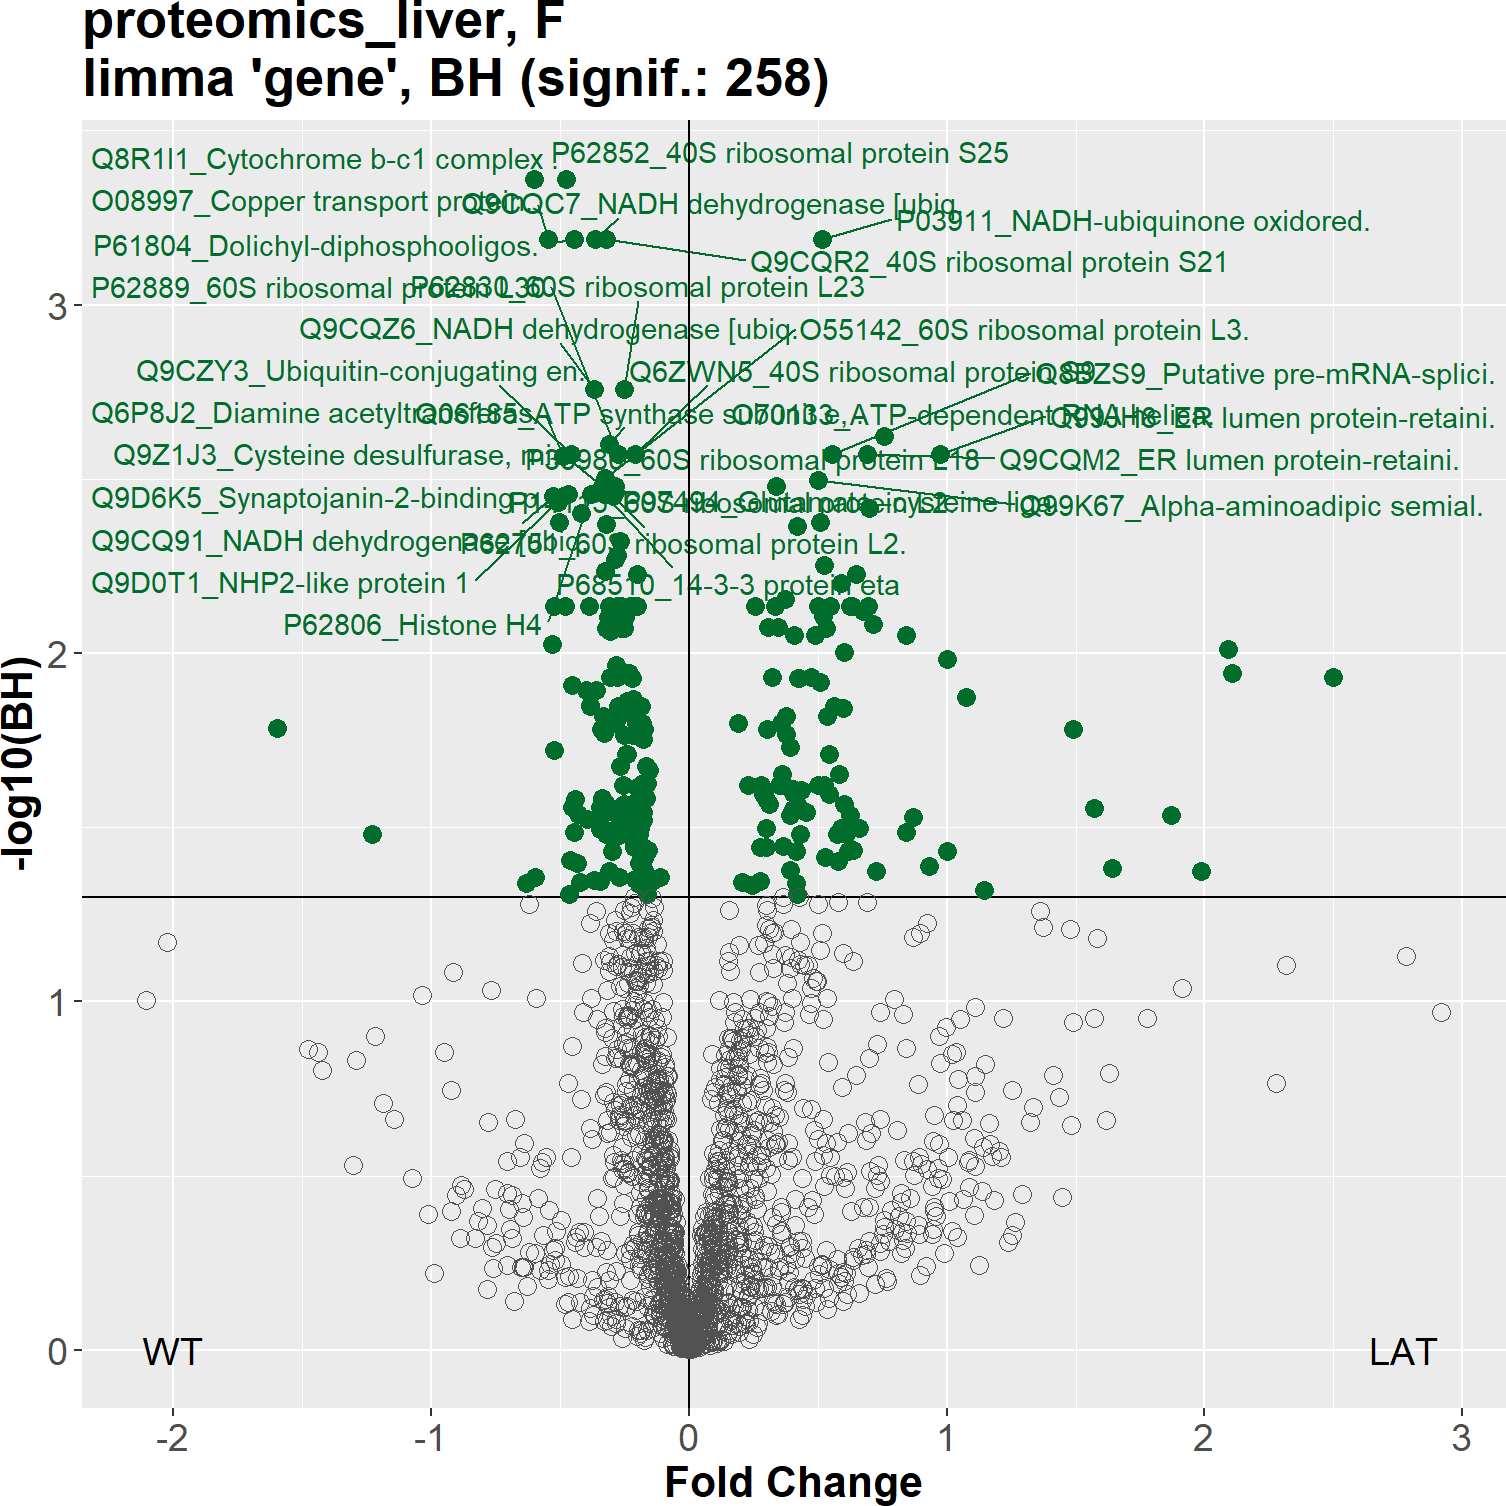 proteomics_liver, F
limma 'gene', BH (signif.: 258)
Q8R1I1_Cytochrome b-c1 complex .
P62852_40S ribosomal protein S25
O08997_Copper transport protein.
Q9CQC7_NADH dehydrogenase [ubiq.
P03911_NADH-ubiquinone oxidored.
P61804_Dolichyl-diphosphooligos.
Q9CQR2_40S ribosomal protein S21
P62889_60S ribosomal protein L30
P62830_60S ribosomal protein L23
Q9CQZ6_NADH dehydrogenase [ubiq.
O55142_60S ribosomal protein L3.
Q9CZY3_Ubiquitin-conjugating en.
Q6ZWN5_40S ribosomal protein S9
Q8BZS9_Putative pre-mRNA-splici.
Q6P8J2_Diamine acetyltransferas.
Q06185_ATP synthase subunit e,.
O70133_ATP-dependent RNA helica.
Q99JH8_ER lumen protein-retaini.
Q9Z1J3_Cysteine desulfurase, mi.
P35980_60S ribosomal protein L18
Q9CQM2_ER lumen protein-retaini.
Q9D6K5_Synaptojanin-2-binding p.
ribosomal protein L2.
P97494_Glutamate--cysteine liga.
Q99K67_Alpha-aminoadipic semial.
Q9CQ91_NADH dehydrogenase [ubiq.
P62751_60S ribosomal protein L2.
Q9D0T1_NHP2-like protein 1
P68510_14-3-3 protein eta
P62806_Histone H4
-log10(BH)
3
2
1
0
WT
LAT
-2
-1
0
1
2
3
Fold Change